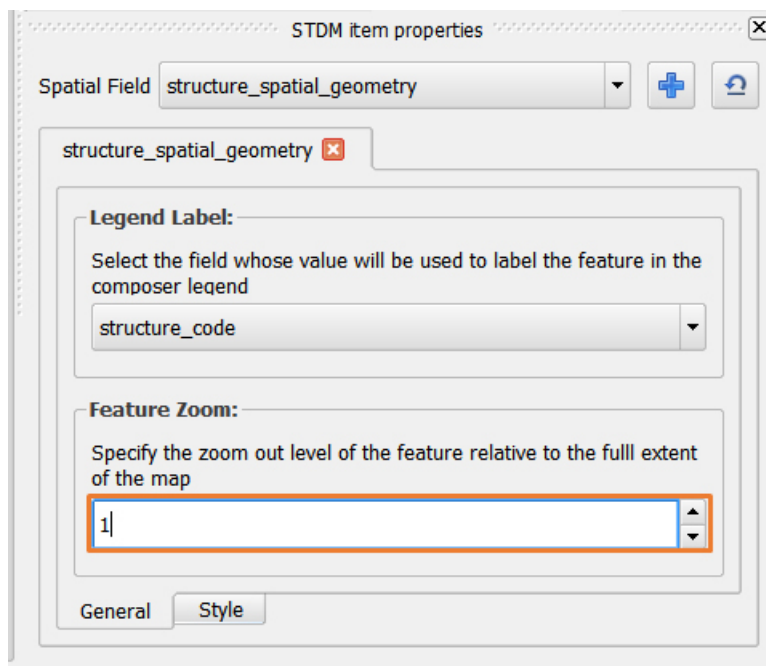 STDM item properties
Spatial Field structure_spatial_geometry
structure_spatial_geometry
Legend Label:
Select the field whose value will be used to label the feature in the
composer legend
structure_code
Feature Zoom:
Specify the zoom out level of the feature relative to the fulll extent
of the map
1
General Style